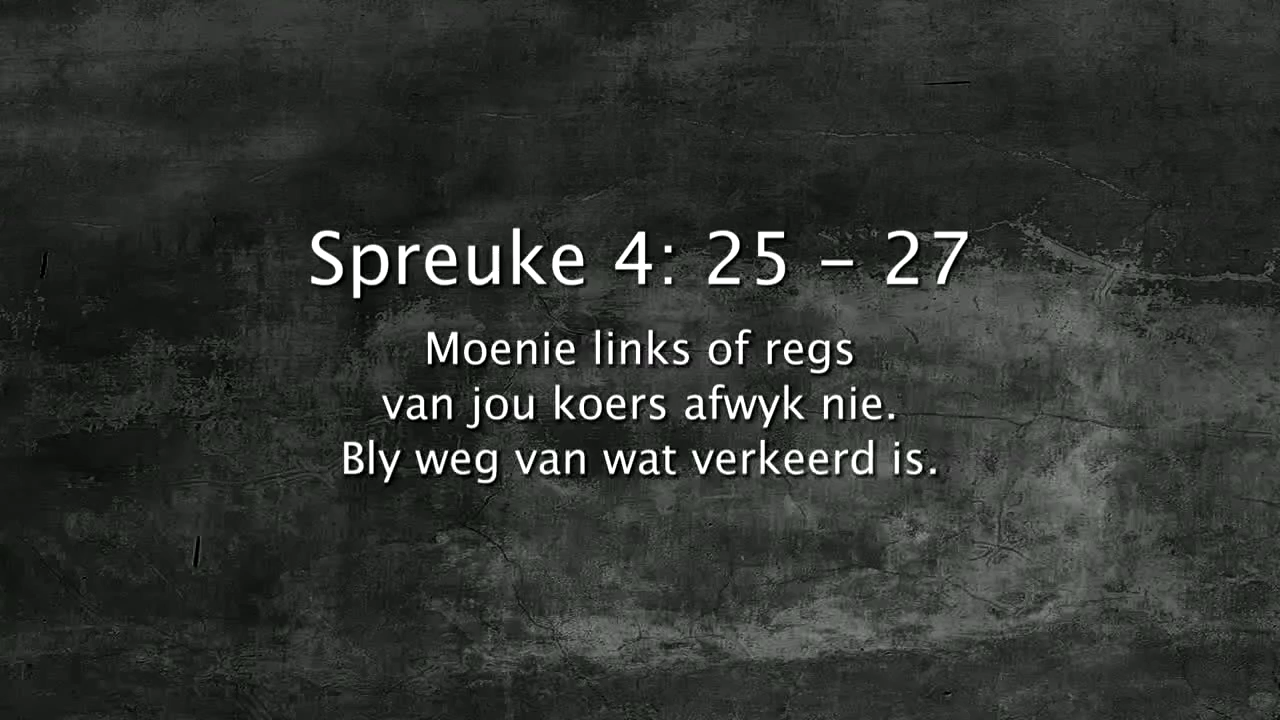 Spreuke 4: 25 – 27
Moenie links of regs
van jou koers afwyk nie.
Bly weg van wat verkeerd is.